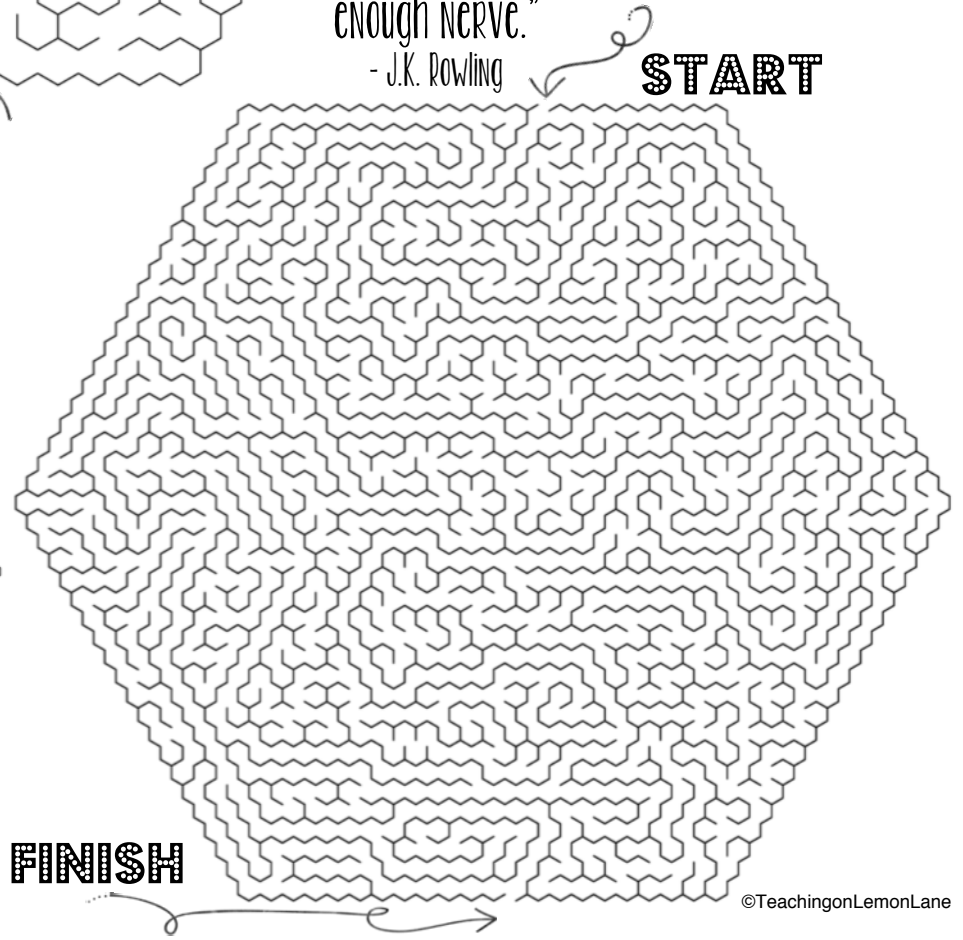 enough nerve."
- J.K. Rowling
START
FINISH
©TeachingonLemonLane